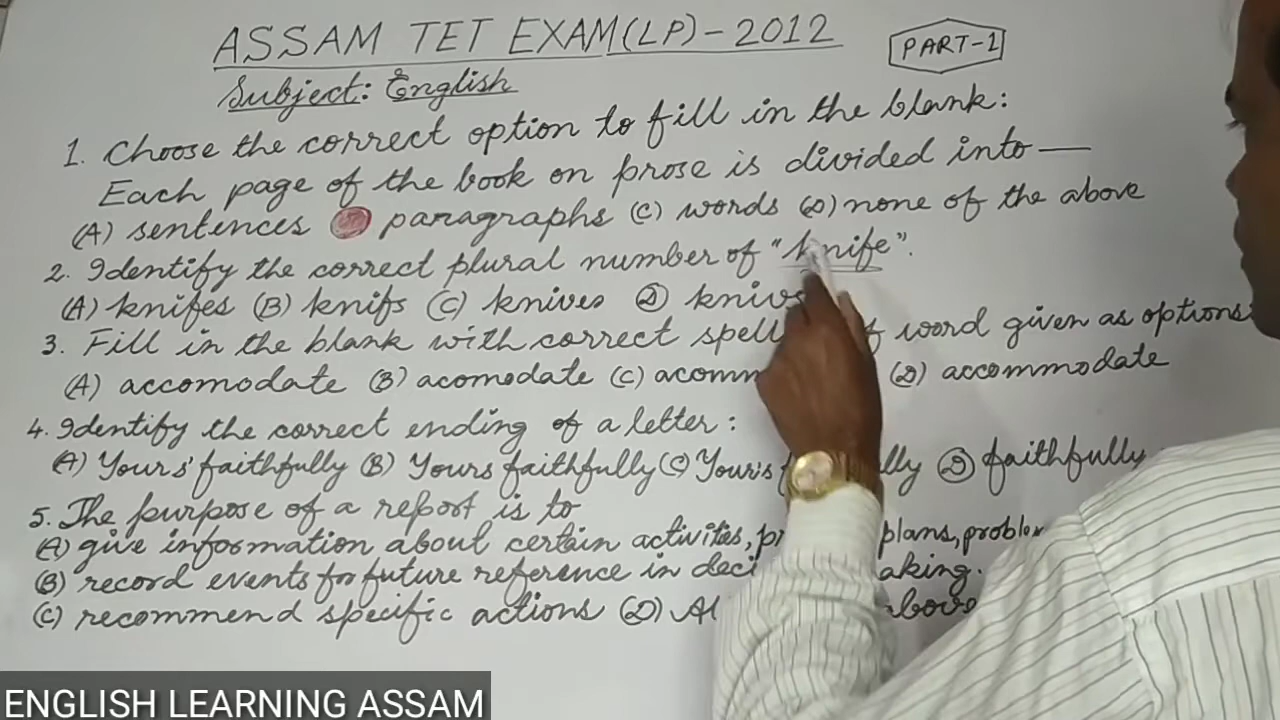 ASSAM TET EXAM(LP)-2012
PART-1
Subject: English
1. Choose the correct option to fill in the blank:
Each page of the book on prose is divided into —
(A) sentences paragraphs (C) words (D) none of the above
2. Identify the correct plural number of "knife".
(A) knifes (B) knifs (C) knives (D)
3. Fill in the blank with correct word given as options:
(A) accomodate (B) acomodate (C) (D) accommodate
4. Identify the correct ending of a letter:
(A) Yours' faithfully (B) Yours faithfully (C) (D) faithfully
5. The purpose of a report is to
(A) give information about certain activites, plans,
(B) record events for future reference in
(C) recommend specific actions (D) above
ENGLISH LEARNING ASSAM